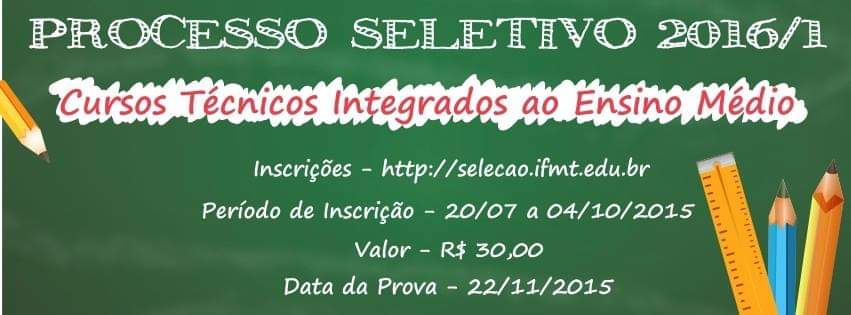 PROCESSO SELETIVO 2016/1
Cursos Técnicos Integrados ao Ensino Médio
Inscrições - http://selecao.ifmt.edu.br
Período de Inscrição - 20/07 a 04/10/2015
Valor - R$ 30,00
Data da Prova - 22/11/2015